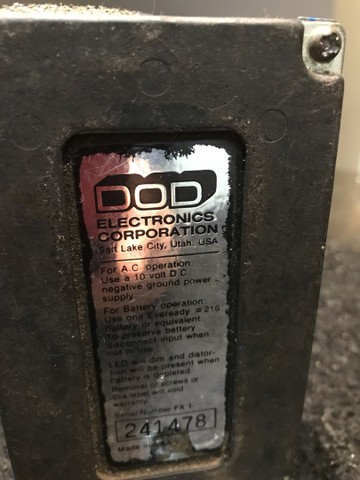 DOD
ELECTRONICS
CORPORATION
Salt Lake City, Utah, USA
For A.C. operation:
Use a 10 volt D.C.
negative ground power
supply.
For Battery operation:
Use one Eveready #216
battery or equivalent.
To preserve battery
disconnect input when
not in use.
LED will dim and distor-
tion will be present when
battery is depleted.
Removal of screws or
this label will void
warranty.
Serial Number FX 1-
241478
Made in